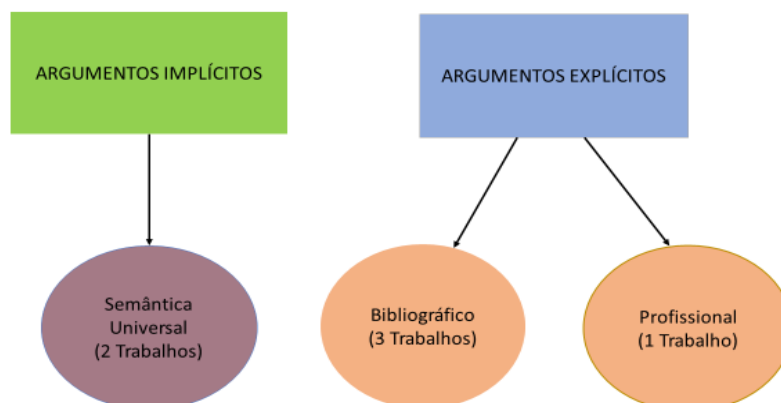 ARGUMENTOS IMPLÍCITOS
ARGUMENTOS EXPLÍCITOS
Semântica
Universal
(2 Trabalhos)
Bibliográfico
(3 Trabalhos)
Profissional
(1 Trabalho)